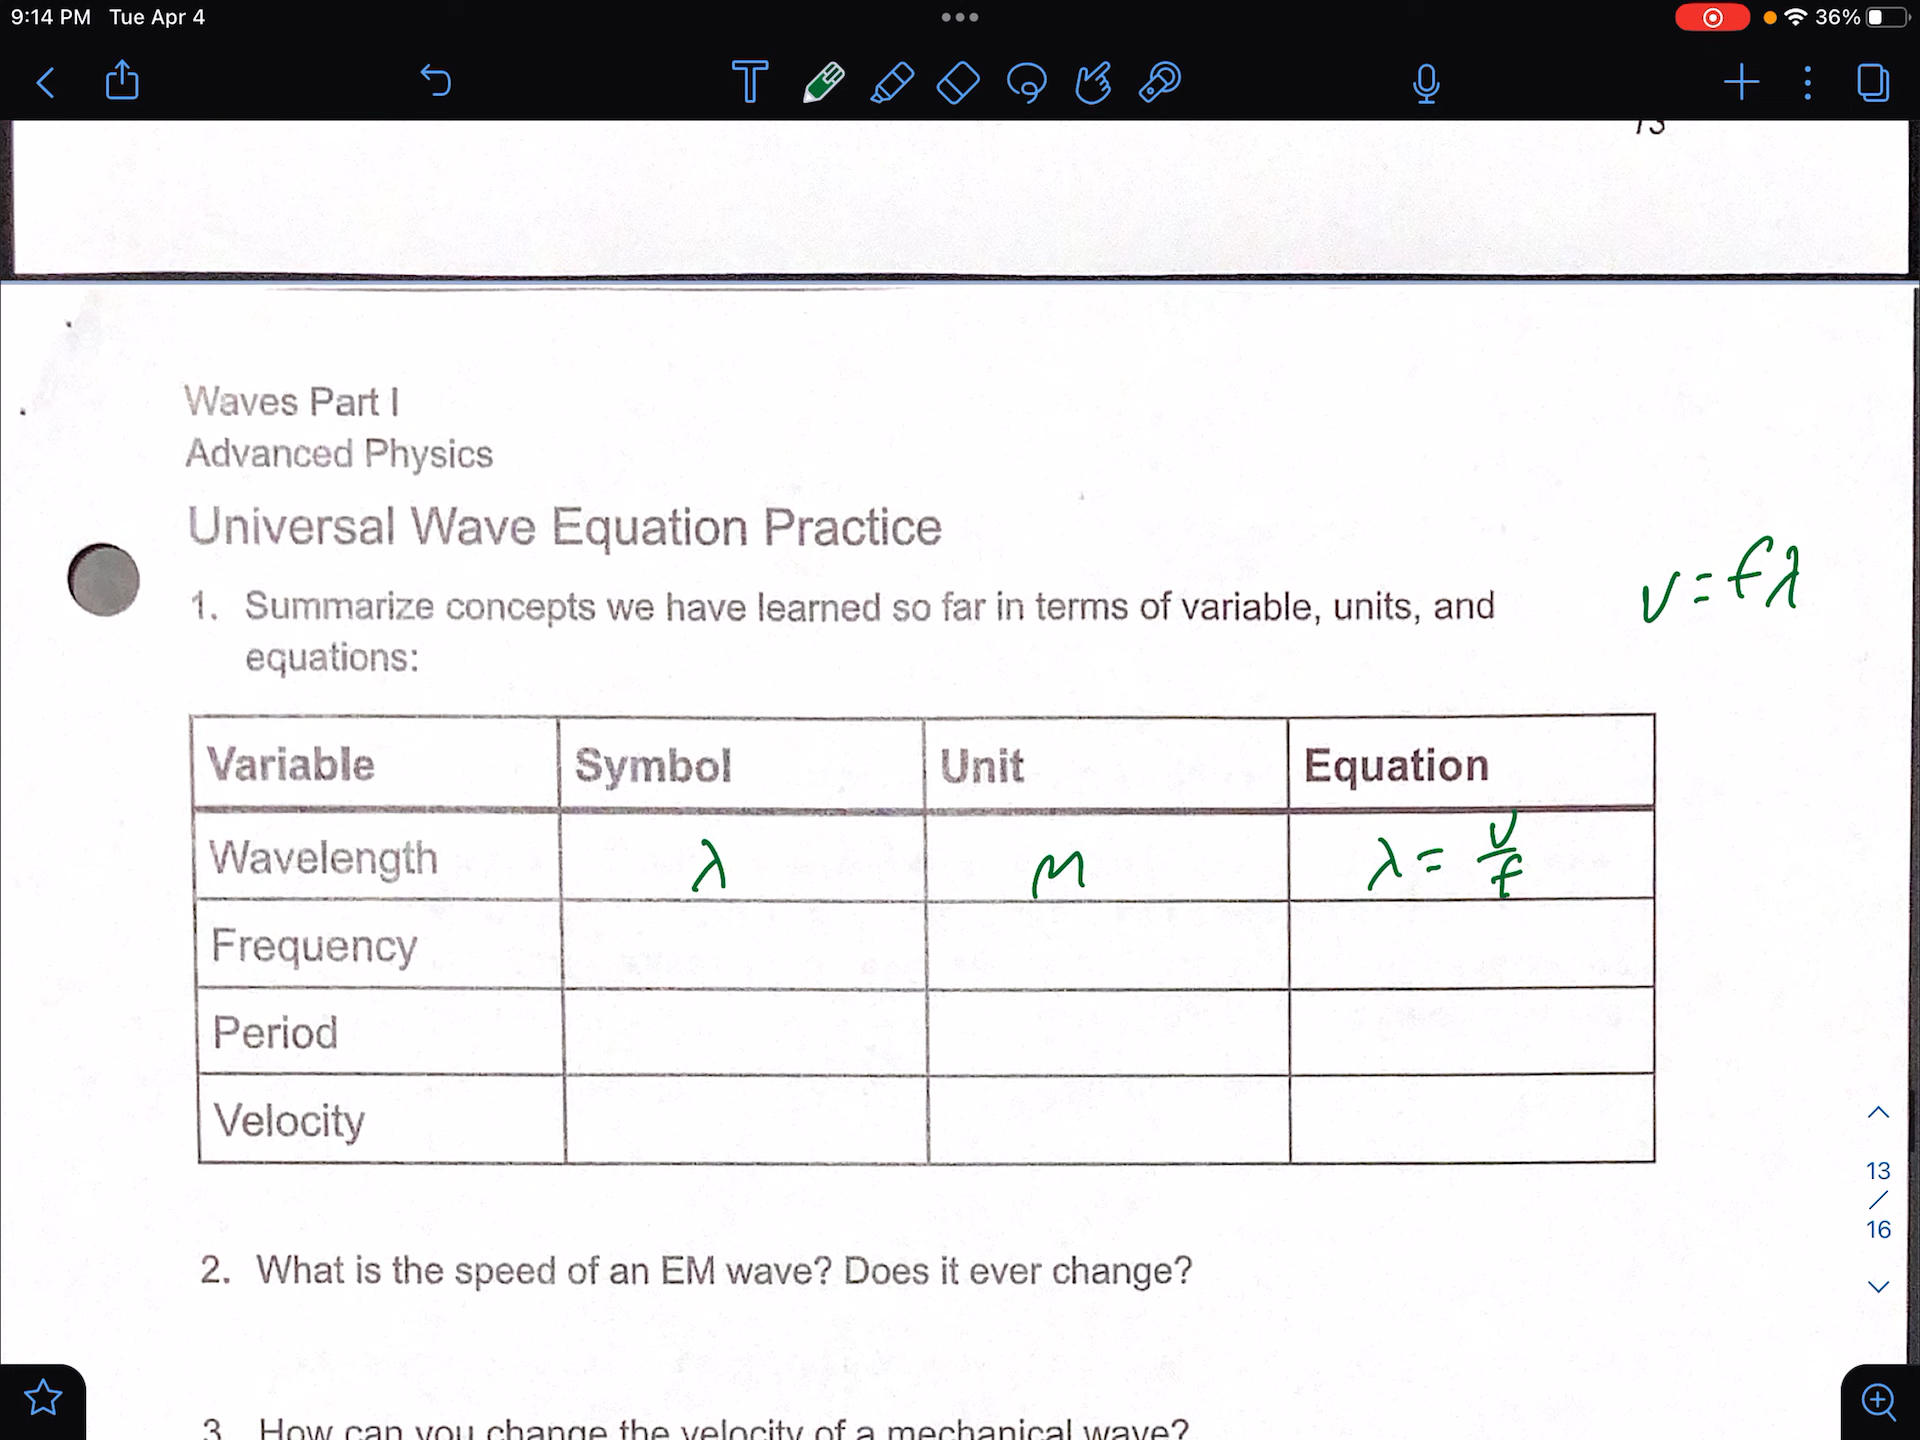 9:14 PM Tue Apr 4
36%
13
Waves Part I
Advanced Physics
Universal Wave Equation Practice
1. Summarize concepts we have learned so far in terms of variable, units, and
equations:
v = fλ
Variable Symbol Unit Equation
Wavelength λ m λ = v/f
Frequency
Period
Velocity
13
/
16
2. What is the speed of an EM wave? Does it ever change?
3. How can you change the velocity of a mechanical wave?